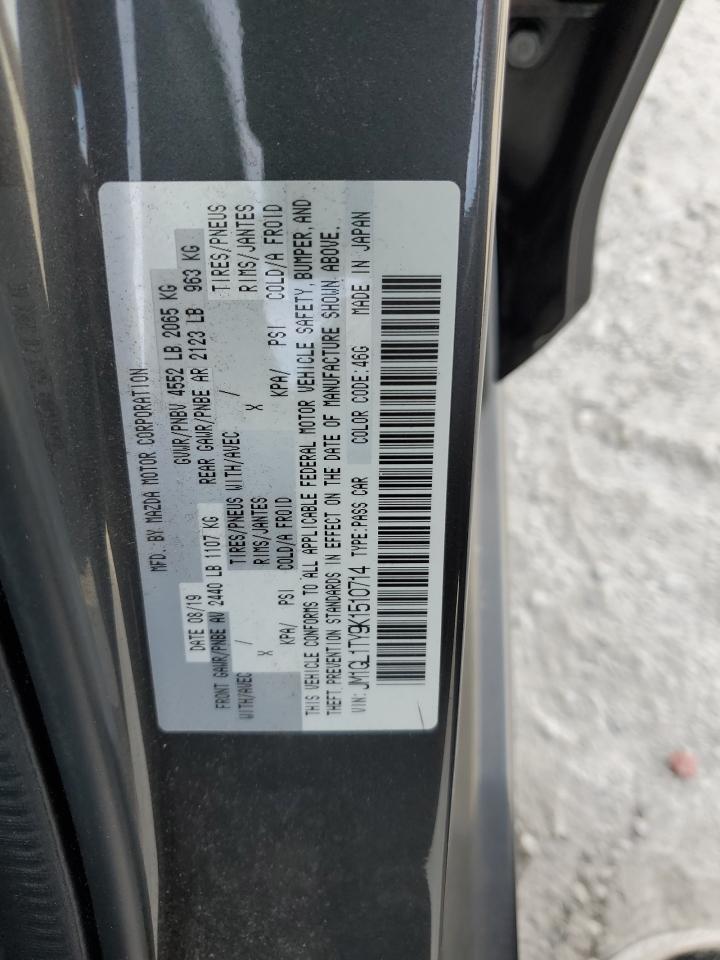 MFD. BY MAZDA MOTOR CORPORATION
DATE 08/19 GVWR/PNBV 4552 LB 2065 KG
FRONT GAWR/PNBE AV 2440 LB 1107 KG REAR GAWR/PNBE AR 2123 LB 963 KG
WITH/AVEC / TIRES/PNEUS WITH/AVEC / TIRES/PNEUS
X RIMS/JANTES X RIMS/JANTES
KPA/ PSI COLD/A FROID KPA/ PSI COLD/A FROID
THIS VEHICLE CONFORMS TO ALL APPLICABLE FEDERAL MOTOR VEHICLE SAFETY, BUMPER, AND
THEFT PREVENTION STANDARDS IN EFFECT ON THE DATE OF MANUFACTURE SHOWN ABOVE.
VIN: JM1GL1TY9K1510714 TYPE: PASS CAR COLOR CODE: 46G MADE IN JAPAN